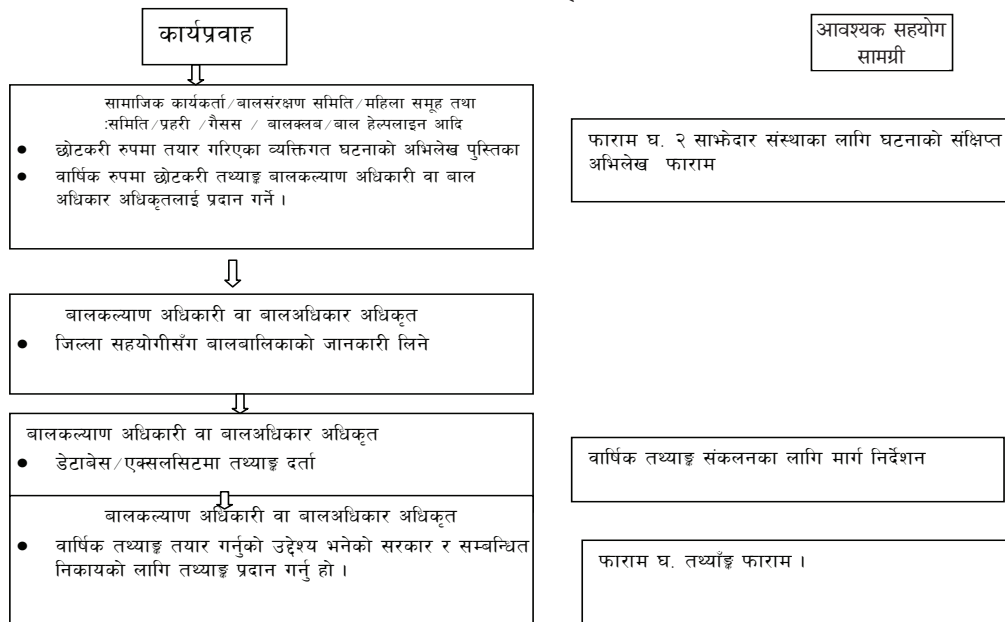 कार्यप्रवाह
आवश्यक सहयोग
सामग्री
सामाजिक कार्यकर्ता/बालसंरक्षण समिति/महिला समूह तथा
:समिति/प्रहरी /गैसस / बालक्लब/बाल हेल्पलाइन आदि
● छोटकरी रुपमा तयार गरिएका व्यक्तिगत घटनाको अभिलेख पुस्तिका
● वार्षिक रुपमा छोटकरी तथ्याङ्क बालकल्याण अधिकारी वा बाल
अधिकार अधिकृतलाई प्रदान गर्ने ।
फाराम घ. २ साझेदार संस्थाका लागि घटनाको संक्षिप्त
अभिलेख फाराम
बालकल्याण अधिकारी वा बालअधिकार अधिकृत
● जिल्ला सहयोगीसँग बालबालिकाको जानकारी लिने
बालकल्याण अधिकारी वा बालअधिकार अधिकृत
● डेटाबेस/एक्सलसिटमा तथ्याङ्क दर्ता
वार्षिक तथ्याङ्क संकलनका लागि मार्ग निर्देशन
बालकल्याण अधिकारी वा बालअधिकार अधिकृत
● वार्षिक तथ्याङ्क तयार गर्नुको उद्देश्य भनेको सरकार र सम्बन्धित
निकायको लागि तथ्याङ्क प्रदान गर्नु हो ।
फाराम घ. तथ्याँङ्क फाराम ।